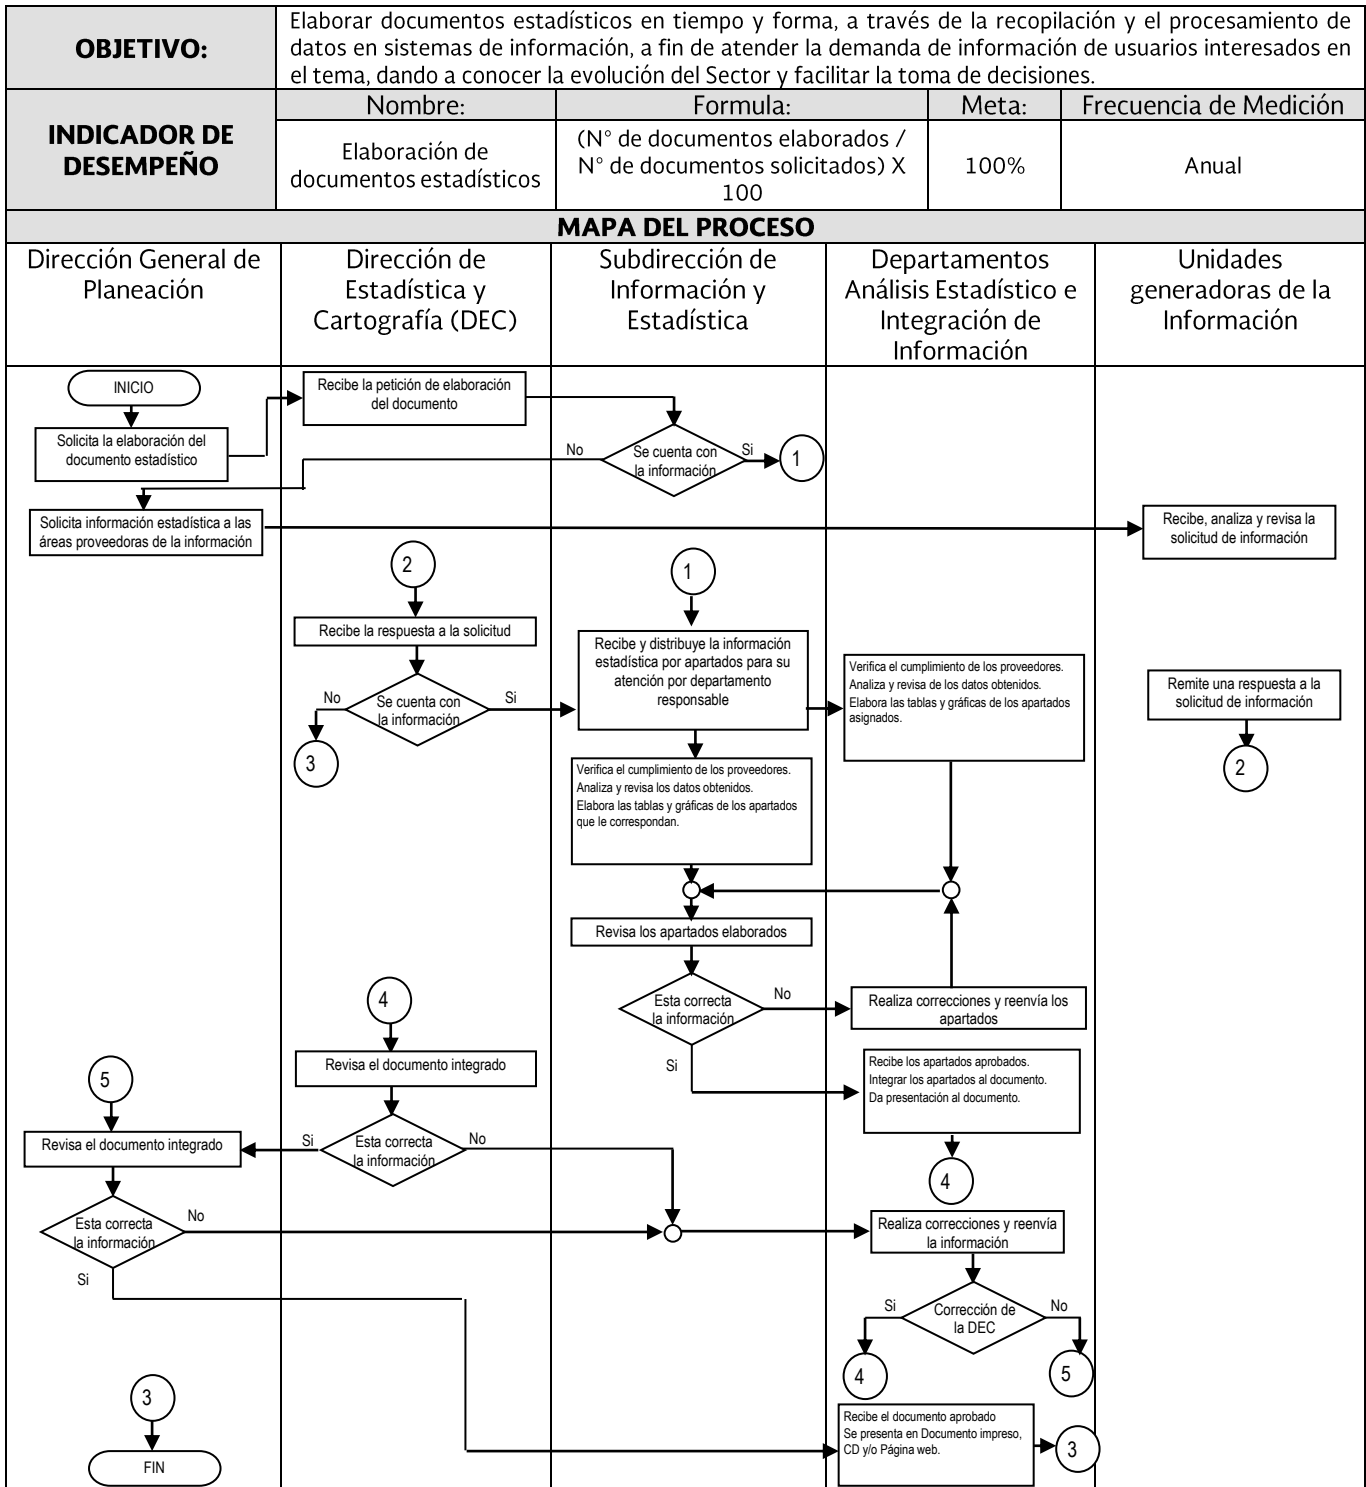 OBJETIVO:
Elaborar documentos estadísticos en tiempo y forma, a través de la recopilación y el procesamiento de
datos en sistemas de información, a fin de atender la demanda de información de usuarios interesados en
el tema, dando a conocer la evolución del Sector y facilitar la toma de decisiones.
INDICADOR DE
DESEMPEÑO
Nombre:
Formula:
Meta:
Frecuencia de Medición
Elaboración de
documentos estadísticos
(N° de documentos elaborados /
N° de documentos solicitados) X
100
100%
Anual
MAPA DEL PROCESO
Dirección General de
Planeación
Dirección de
Estadística y
Cartografía (DEC)
Subdirección de
Información y
Estadística
Departamentos
Análisis Estadístico e
Integración de
Información
Unidades
generadoras de la
Información
INICIO
Solicita la elaboración del
documento estadístico
Recibe la petición de elaboración
del documento
Se cuenta con
la información
No
Si
1
Solicita información estadística a las
áreas proveedoras de la información
Recibe, analiza y revisa la
solicitud de información
2
Recibe la respuesta a la solicitud
Se cuenta con
la información
No
Si
3
1
Recibe y distribuye la información
estadística por apartados para su
atención por departamento
responsable
Verifica el cumplimiento de los proveedores.
Analiza y revisa de los datos obtenidos.
Elabora las tablas y gráficas de los apartados
asignados.
Remite una respuesta a la
solicitud de información
2
Verifica el cumplimiento de los proveedores.
Analiza y revisa los datos obtenidos.
Elabora las tablas y gráficas de los apartados
que le correspondan.
Revisa los apartados elaborados
Esta correcta
la información
No
Si
Realiza correcciones y reenvía los
apartados
Recibe los apartados aprobados.
Integrar los apartados al documento.
Da presentación al documento.
4
4
Revisa el documento integrado
Esta correcta
la información
Si
No
5
Revisa el documento integrado
Esta correcta
la información
No
Si
Realiza correcciones y reenvía
la información
Corrección de
la DEC
Si
No
4
5
Recibe el documento aprobado
Se presenta en Documento impreso,
CD y/o Página web.
3
3
FIN